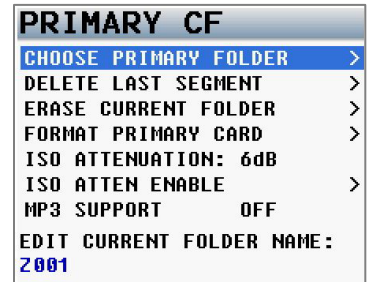 PRIMARY CF
CHOOSE PRIMARY FOLDER >
DELETE LAST SEGMENT >
ERASE CURRENT FOLDER >
FORMAT PRIMARY CARD >
ISO ATTENUATION: 6dB
ISO ATTEN ENABLE >
MP3 SUPPORT OFF
EDIT CURRENT FOLDER NAME:
Z001